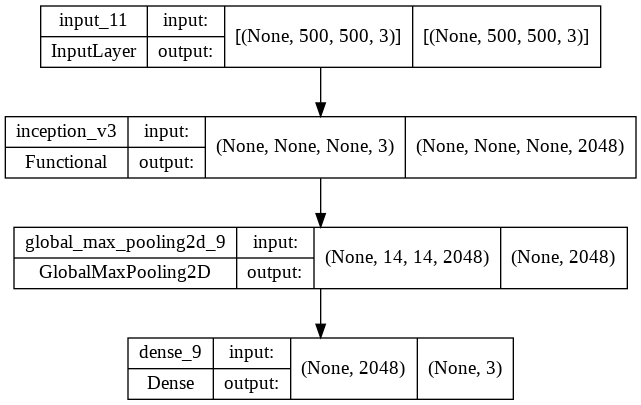 input_11 input: [(None, 500, 500, 3)] [(None, 500, 500, 3)]
InputLayer output:
inception_v3 input: (None, None, None, 3) (None, None, None, 2048)
Functional output:
global_max_pooling2d_9 input: (None, 14, 14, 2048) (None, 2048)
GlobalMaxPooling2D output:
dense_9 input: (None, 2048) (None, 3)
Dense output: